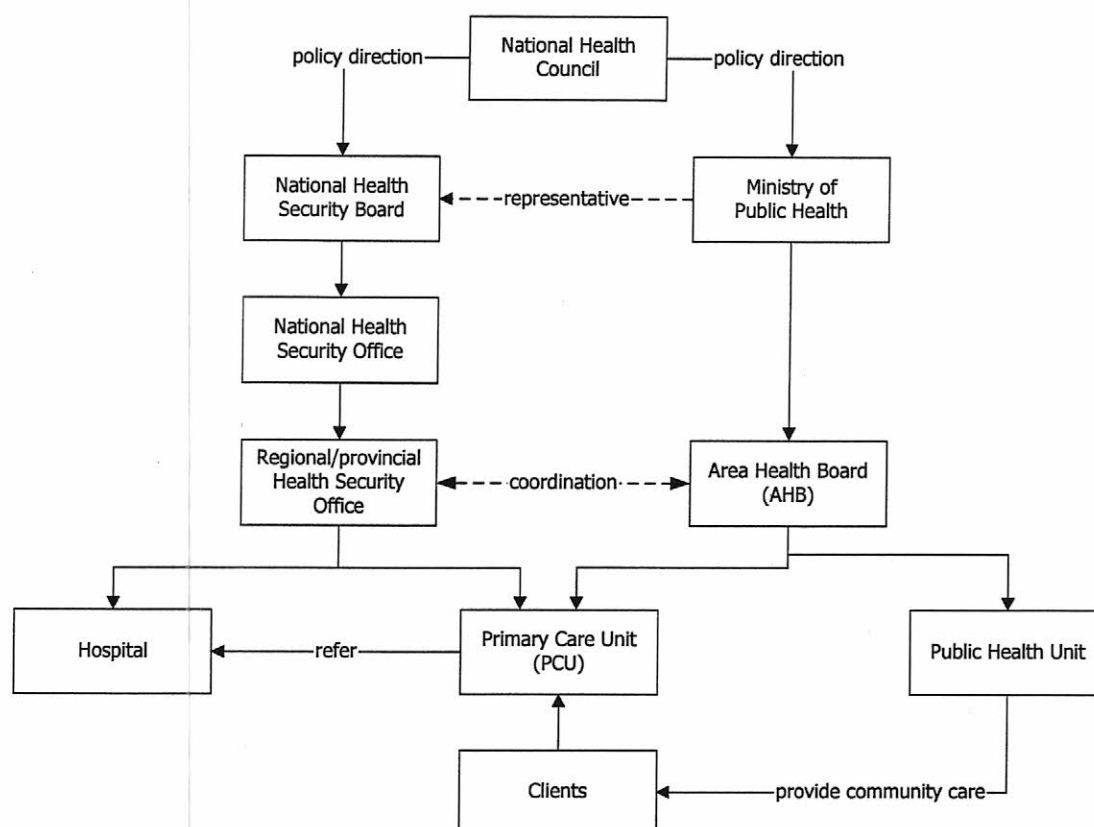 National Health
Council
policy direction
policy direction
National Health
Security Board
representative
Ministry of
Public Health
National Health
Security Office
Regional/provincial
Health Security
Office
coordination
Area Health Board
(AHB)
Hospital
refer
Primary Care Unit
(PCU)
Public Health Unit
Clients
provide community care